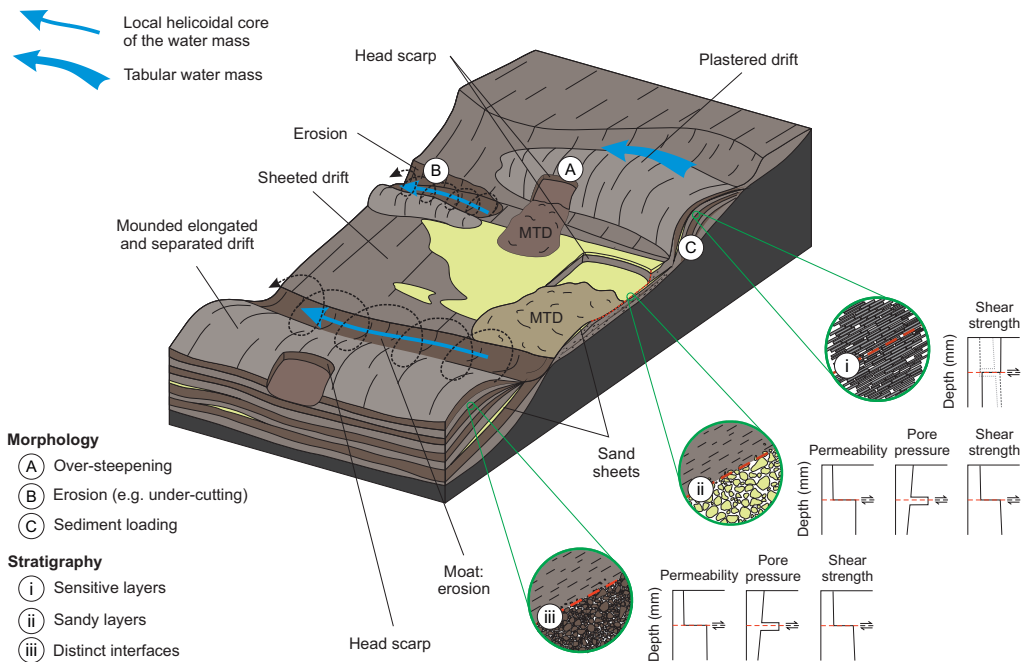 Local helicoidal core
of the water mass
Tabular water mass
Head scarp
Plastered drift
Erosion
B
A
Sheeted drift
Mounded elongated
and separated drift
MTD
C
MTD
Shear
strength
Depth (mm)
i
Sand
sheets
ii
Permeability
Pore
pressure
Shear
strength
Depth (mm)
Morphology
A Over-steepening
B Erosion (e.g. under-cutting)
C Sediment loading
Stratigraphy
i Sensitive layers
ii Sandy layers
iii Distinct interfaces
Moat:
erosion
Head scarp
iii
Permeability
Pore
pressure
Shear
strength
Depth (mm)